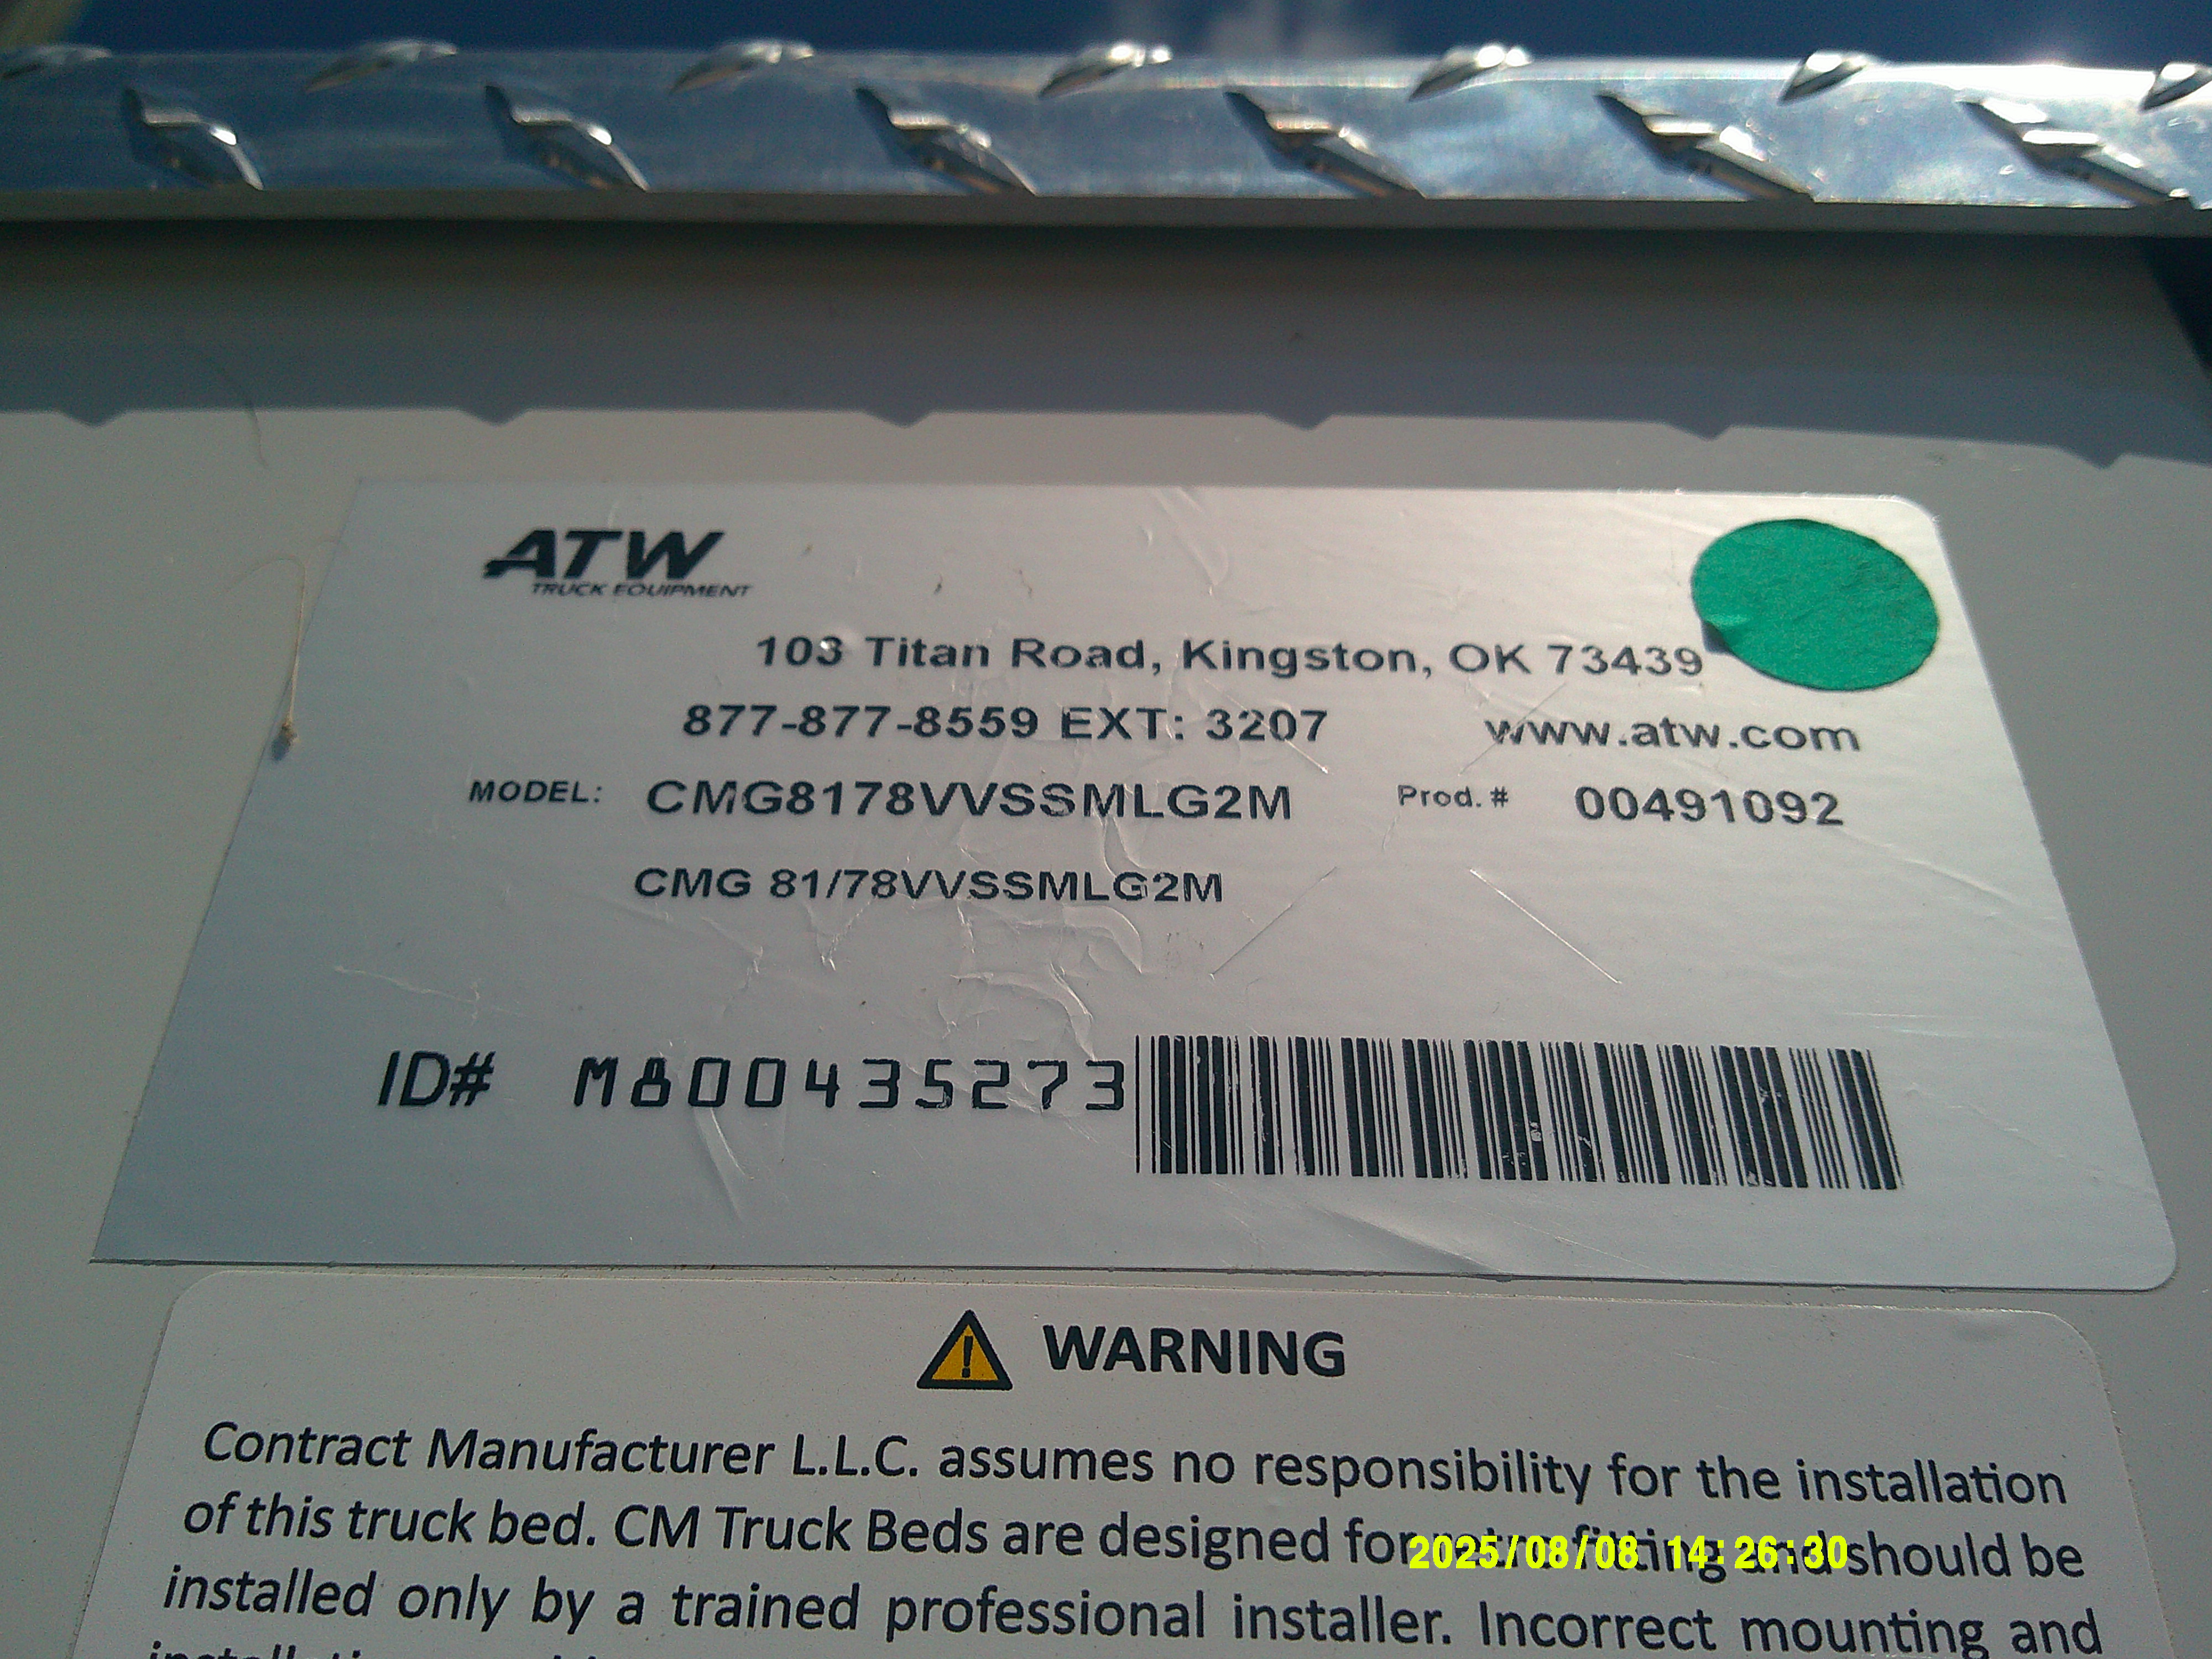 ATW
TRUCK EQUIPMENT
103 Titan Road, Kingston, OK 73439
877-877-8559 EXT: 3207 www.atw.com
MODEL: CMG8178VVSSMLG2M Prod. # 00491092
CMG 81/78VVSSMLG2M
ID# M800435273
WARNING
Contract Manufacturer L.L.C. assumes no responsibility for the installation
of this truck bed. CM Truck Beds are designed for retrofitting and should be
2025/08/08 14:26:30
installed only by a trained professional installer. Incorrect mounting and